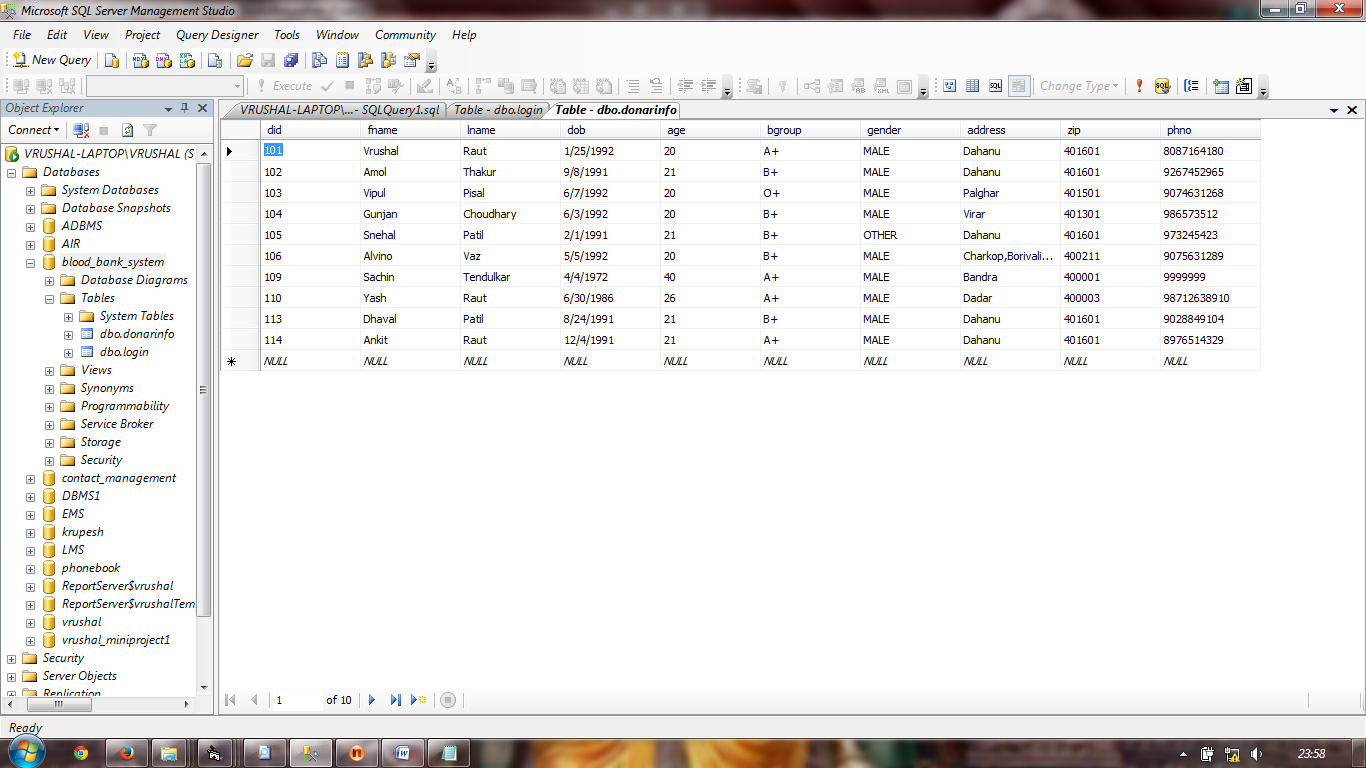 Microsoft SQL Server Management Studio
File Edit View Project Query Designer Tools Window Community Help
New Query
Execute SQL Change Type
Object Explorer
Connect
VRUSHAL-LAPTOP\VRUSHAL (S
Databases
System Databases
Database Snapshots
ADBMS
AIR
blood_bank_system
Database Diagrams
Tables
System Tables
dbo.donarinfo
dbo.login
Views
Synonyms
Programmability
Service Broker
Storage
Security
contact_management
DBMS1
EMS
krupesh
LMS
phonebook
ReportServer$vrushal
ReportServer$vrushalTem
vrushal
vrushal_miniproject1
Security
Server Objects
Replication
VRUSHAL-LAPTOP\...- SQLQuery1.sql Table - dbo.login Table - dbo.donarinfo
did fname lname dob age bgroup gender address zip phno
101 Vrushal Raut 1/25/1992 20 A+ MALE Dahanu 401601 8087164180
102 Amol Thakur 9/8/1991 21 B+ MALE Dahanu 401601 9267452965
103 Vipul Pisal 6/7/1992 20 O+ MALE Palghar 401501 9074631268
104 Gunjan Choudhary 6/3/1992 20 B+ MALE Virar 401301 986573512
105 Snehal Patil 2/1/1991 21 B+ OTHER Dahanu 401601 973245423
106 Alvino Vaz 5/5/1992 20 B+ MALE Charkop,Borivali... 400211 9075631289
109 Sachin Tendulkar 4/4/1972 40 A+ MALE Bandra 400001 9999999
110 Yash Raut 6/30/1986 26 A+ MALE Dadar 400003 98712638910
113 Dhaval Patil 8/24/1991 21 B+ MALE Dahanu 401601 9028849104
114 Ankit Raut 12/4/1991 21 A+ MALE Dahanu 401601 8976514329
NULL NULL NULL NULL NULL NULL NULL NULL NULL NULL
1 of 10
Ready
23:58